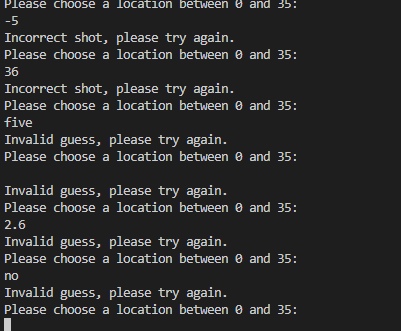 Please choose a location between 0 and 35:
-5
Incorrect shot, please try again.
Please choose a location between 0 and 35:
36
Incorrect shot, please try again.
Please choose a location between 0 and 35:
five
Invalid guess, please try again.
Please choose a location between 0 and 35:

Invalid guess, please try again.
Please choose a location between 0 and 35:
2.6
Invalid guess, please try again.
Please choose a location between 0 and 35:
no
Invalid guess, please try again.
Please choose a location between 0 and 35: